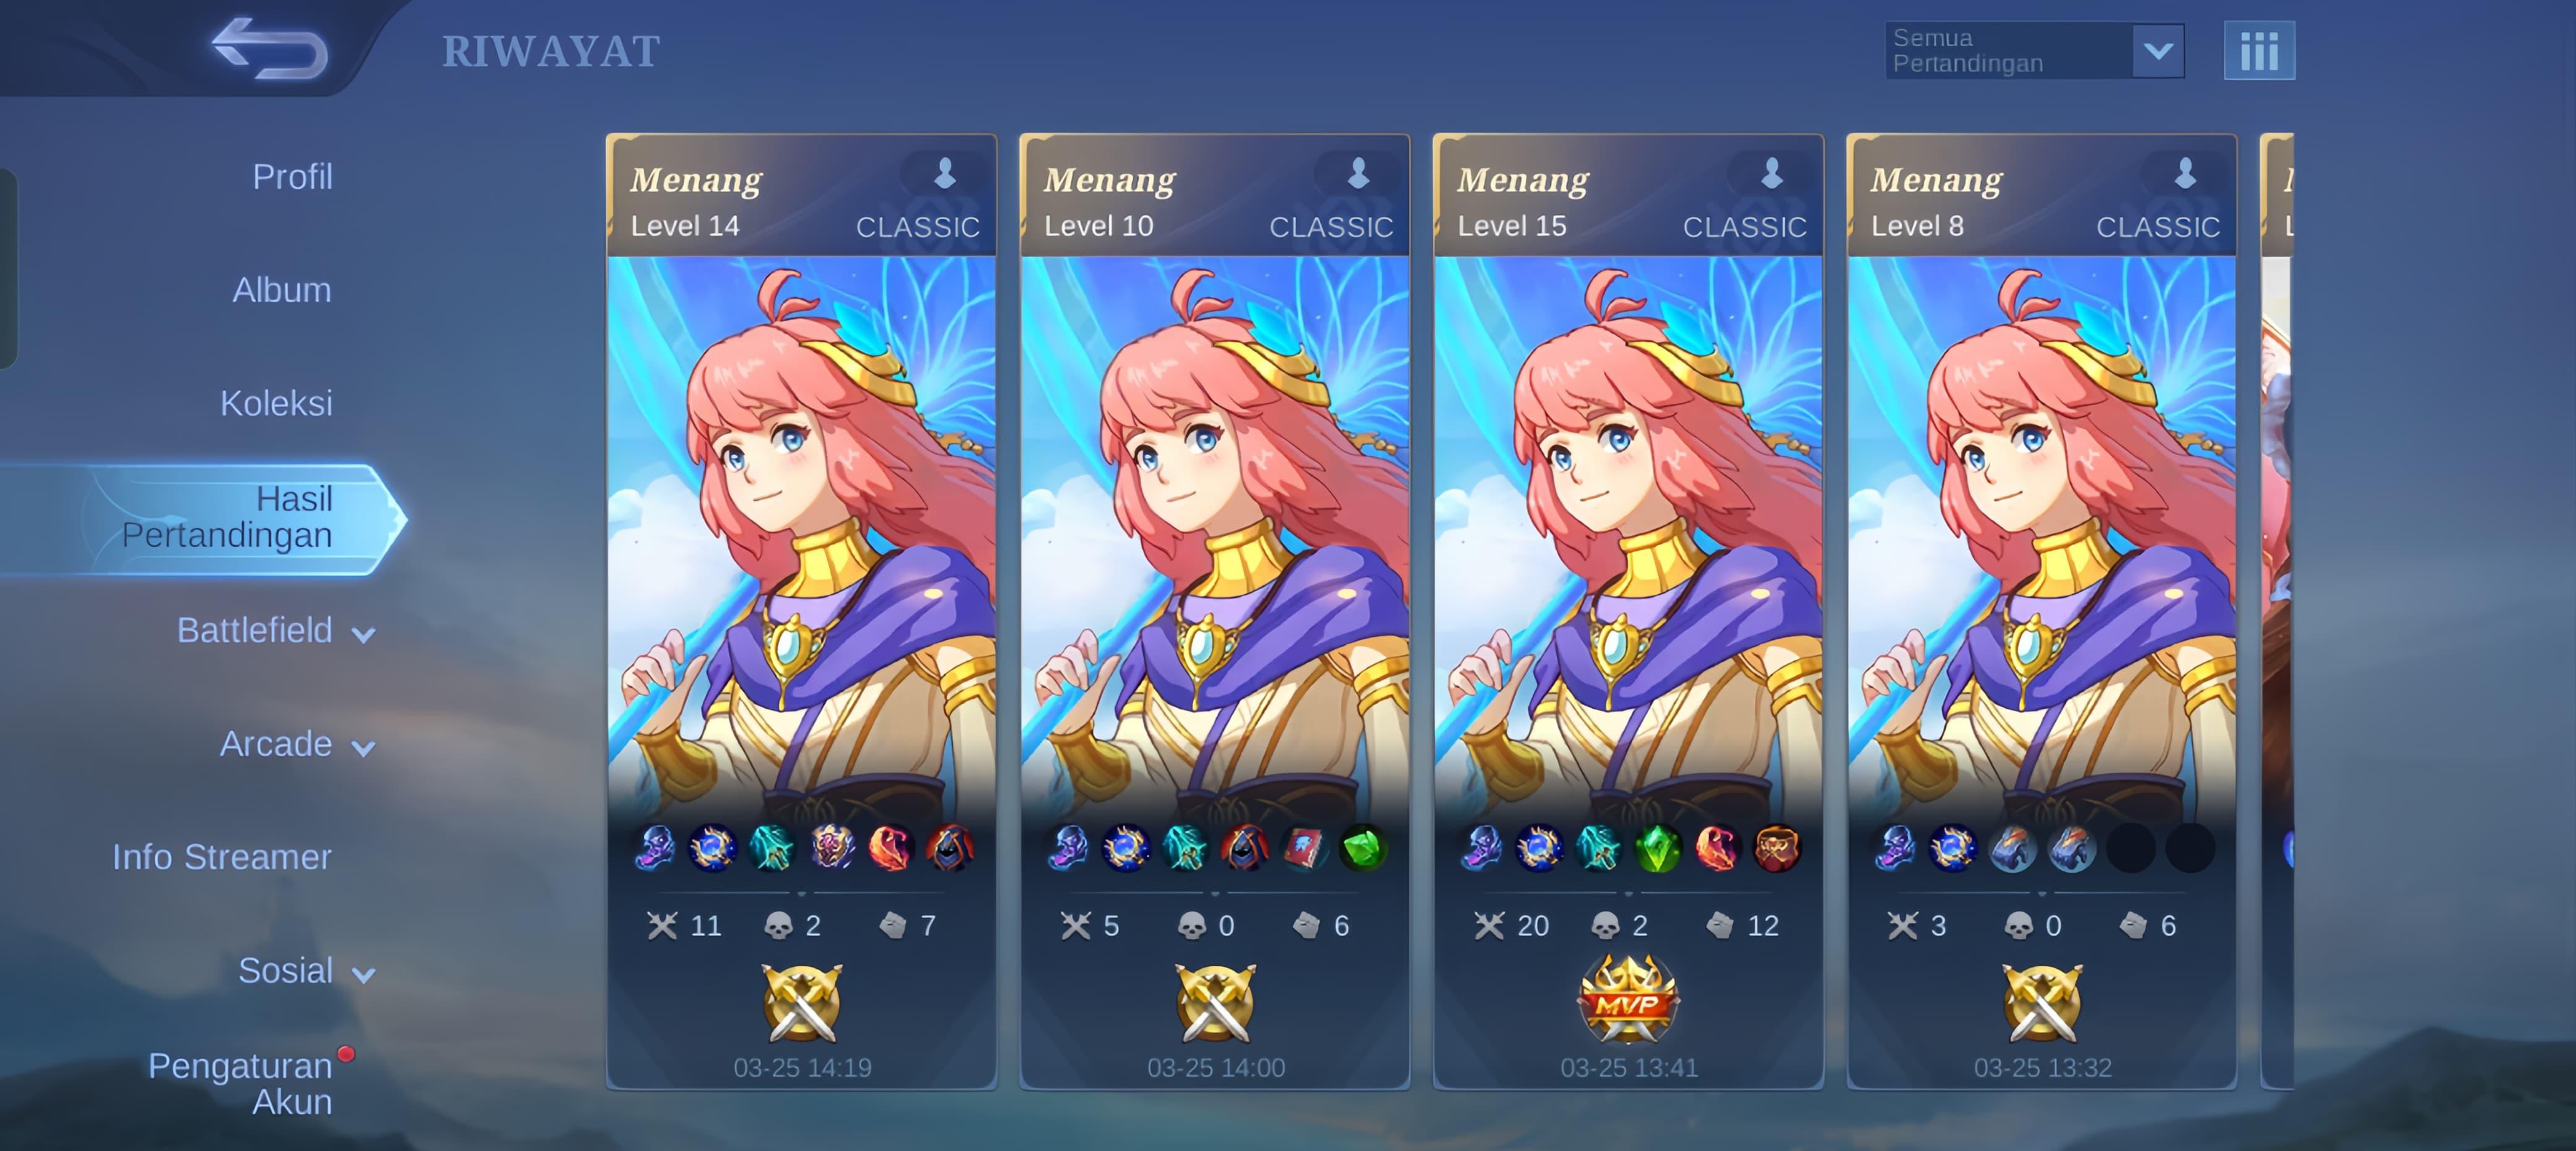 RIWAYAT
Semua
Pertandingan
Profil
Album
Koleksi
Hasil
Pertandingan
Battlefield
Arcade
Info Streamer
Sosial
Pengaturan
Akun
Menang
Level 14
CLASSIC
11 2 7
03-25 14:19
Menang
Level 10
CLASSIC
5 0 6
03-25 14:00
Menang
Level 15
CLASSIC
20 2 12
MVP
03-25 13:41
Menang
Level 8
CLASSIC
3 0 6
03-25 13:32